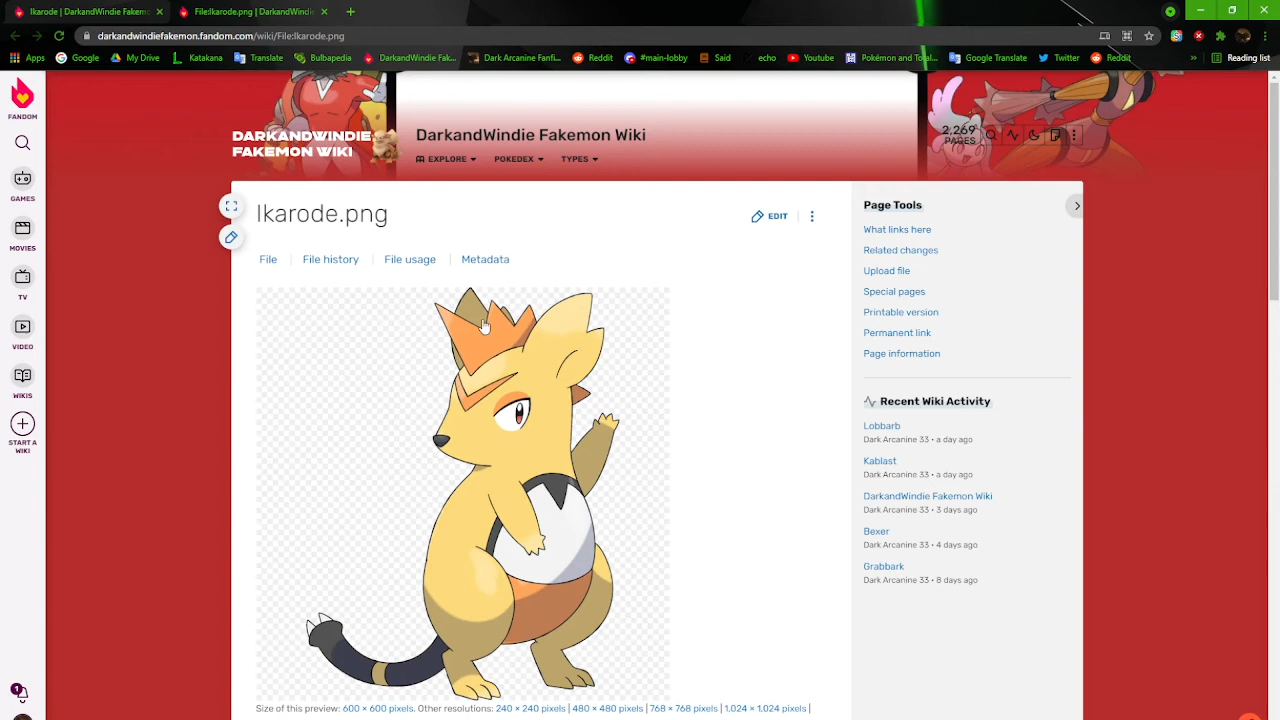 Ikarode | DarkandWindi
File:Ikarode.png | DarkandWindie
darkandwindiefakemon.fandom.com/wiki/File:Ikarode.png
Apps Google My Drive Katakana Translate Bulbapedia DarkandWindie Fak... Dark Arcanine Fanfi... Reddit #main-lobby Said echo Youtube Pokémon and Total... Google Translate Twitter Reddit » Reading list
FANDOM
GAMES
MOVIES
TV
VIDEO
WIKIS
START A
WIKI
1
DARKANDWINDIE
FAKEMON WIKI
DarkandWindie Fakemon Wiki
EXPLORE POKEDEX TYPES
2,269
PAGES
Ikarode.png
EDIT
File File history File usage Metadata
Size of this preview: 600 × 600 pixels. Other resolutions: 240 × 240 pixels | 480 × 480 pixels | 768 × 768 pixels | 1,024 × 1,024 pixels |
Page Tools
What links here
Related changes
Upload file
Special pages
Printable version
Permanent link
Page information
Recent Wiki Activity
Lobbarb
Dark Arcanine 33 • a day ago
Kablast
Dark Arcanine 33 • a day ago
DarkandWindie Fakemon Wiki
Dark Arcanine 33 • 3 days ago
Bexer
Dark Arcanine 33 • 4 days ago
Grabbark
Dark Arcanine 33 • 8 days ago